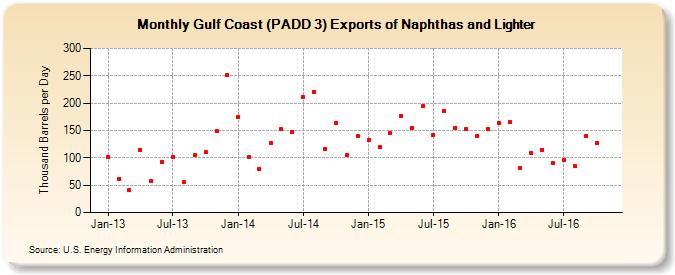 Monthly Gulf Coast (PADD 3) Exports of Naphthas and Lighter
Thousand Barrels per Day
300
250
200
150
100
50
0
Jan-13 Jul-13 Jan-14 Jul-14 Jan-15 Jul-15 Jan-16 Jul-16
Source: U.S. Energy Information Administration